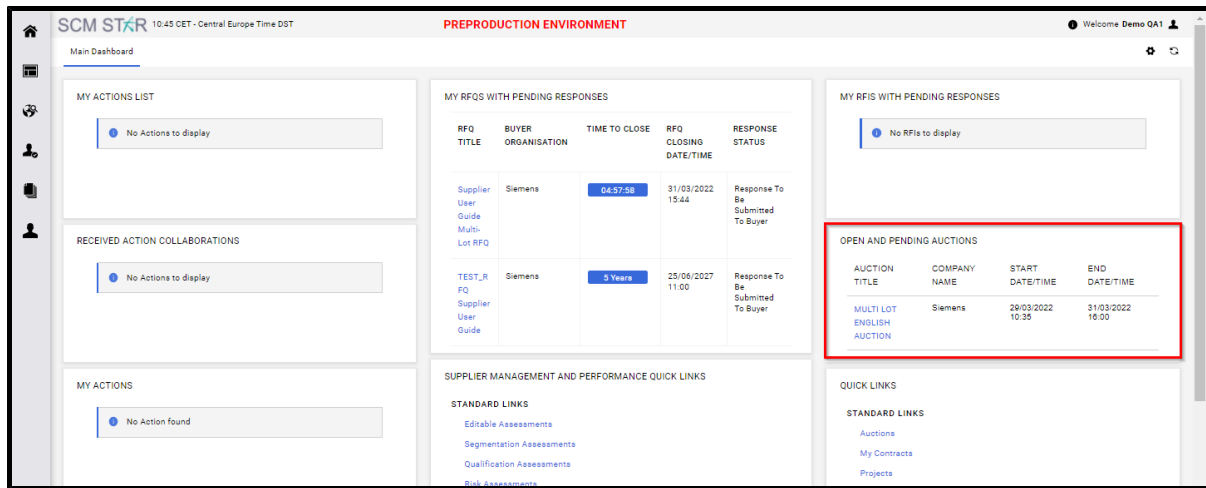 SCM STAR 10:45 CET - Central Europe Time DST
PREPRODUCTION ENVIRONMENT
Welcome Demo QA1
Main Dashboard
MY ACTIONS LIST
No Actions to display
RECEIVED ACTION COLLABORATIONS
No Actions to display
MY ACTIONS
No Action found
MY RFQS WITH PENDING RESPONSES
RFQ TITLE
BUYER ORGANISATION
TIME TO CLOSE
RFQ CLOSING DATE/TIME
RESPONSE STATUS
Supplier
User
Guide
Multi-
Lot RFQ
Siemens
04:57:58
31/03/2022
15:44
Response To
Be
Submitted
To Buyer
TEST_R
FQ
Supplier
User
Guide
Siemens
5 Years
25/06/2027
11:00
Response To
Be
Submitted
To Buyer
SUPPLIER MANAGEMENT AND PERFORMANCE QUICK LINKS
STANDARD LINKS
Editable Assessments
Segmentation Assessments
Qualification Assessments
Risk Assessments
MY RFIS WITH PENDING RESPONSES
No RFIs to display
OPEN AND PENDING AUCTIONS
AUCTION TITLE
COMPANY NAME
START DATE/TIME
END DATE/TIME
MULTI LOT
ENGLISH
AUCTION
Siemens
29/03/2022
10:35
31/03/2022
16:00
QUICK LINKS
STANDARD LINKS
Auctions
My Contracts
Projects